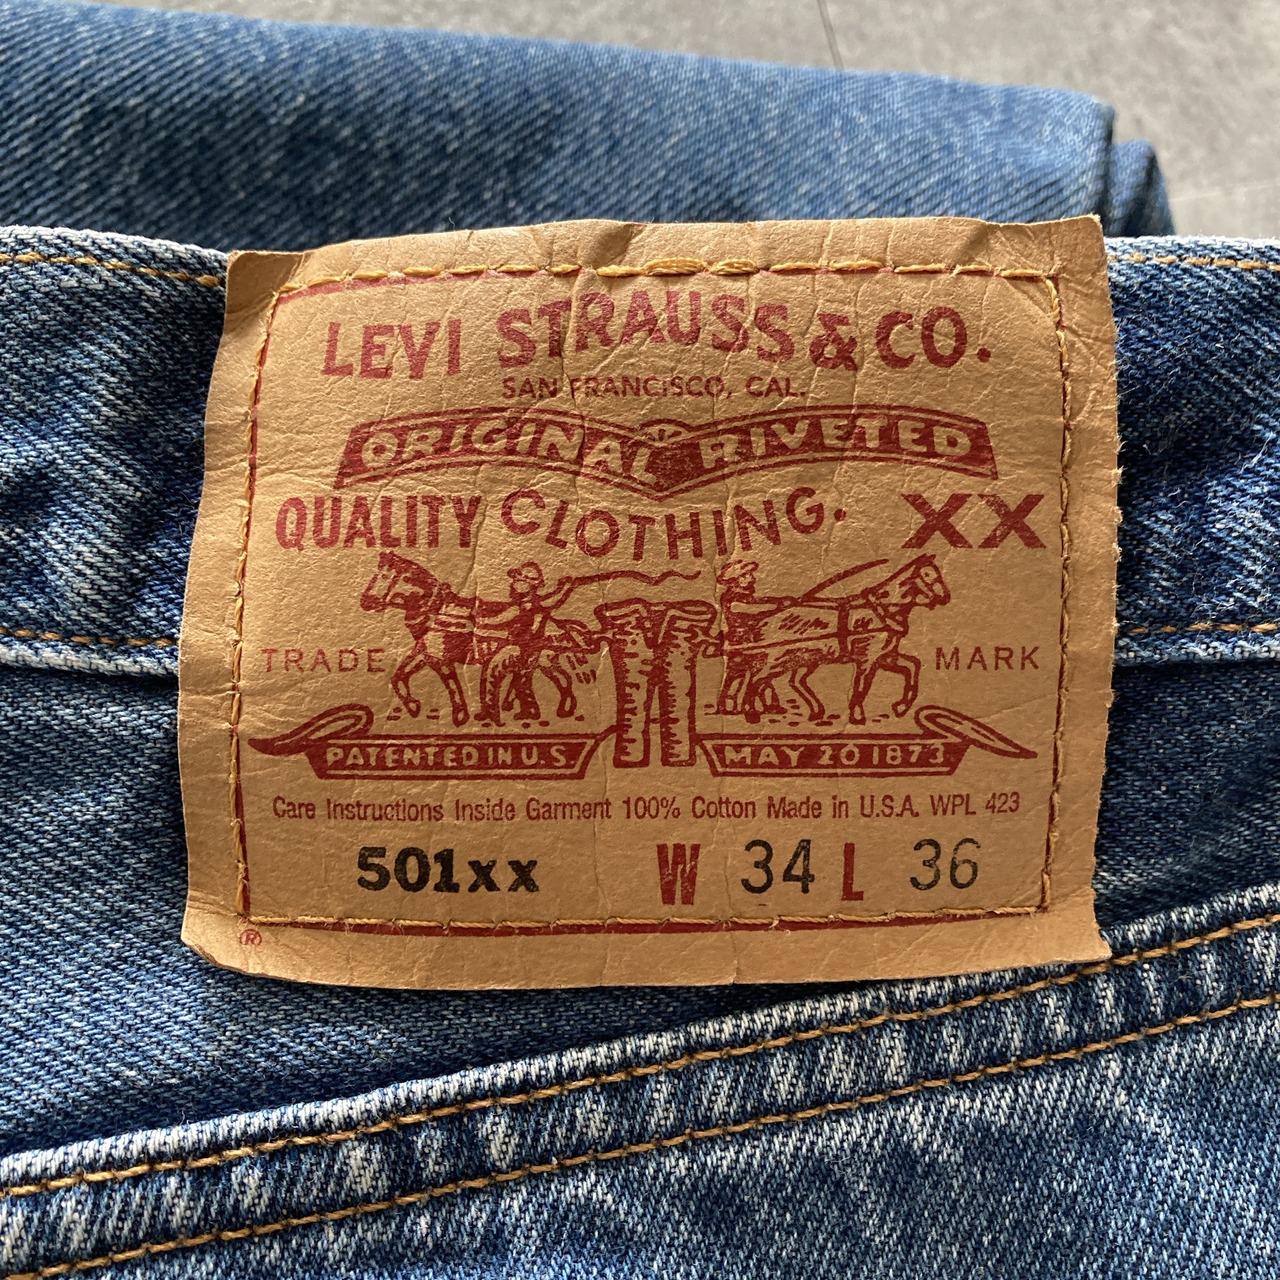 LEVI STRAUSS & CO.
SAN FRANCISCO, CAL.
ORIGINAL RIVETED
QUALITY CLOTHING. XX
TRADE MARK
PATENTED IN U.S. MAY 20 1873
Care Instructions Inside Garment 100% Cotton Made in U.S.A. WPL 423
501xx W 34 L 36
®